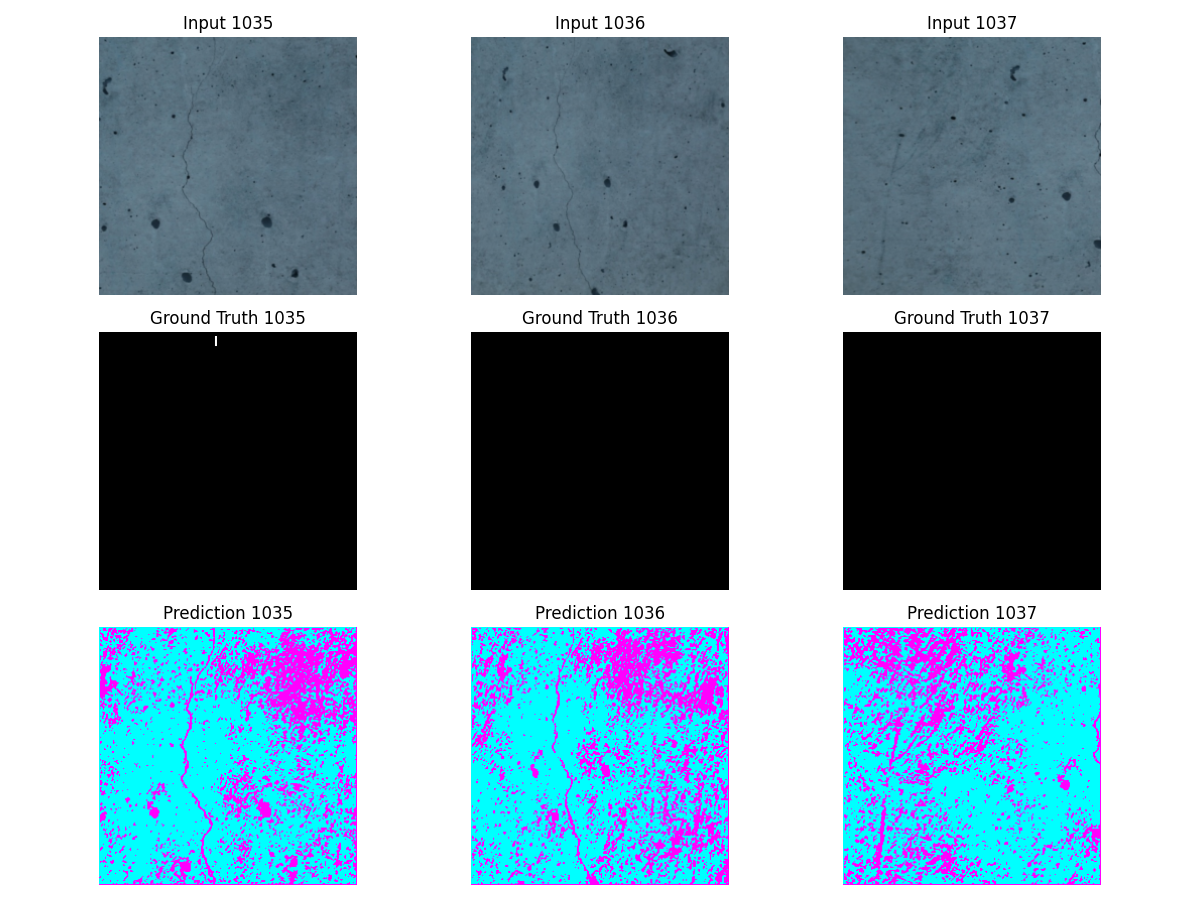 Input 1035
Input 1036
Input 1037
Ground Truth 1035
Ground Truth 1036
Ground Truth 1037
Prediction 1035
Prediction 1036
Prediction 1037